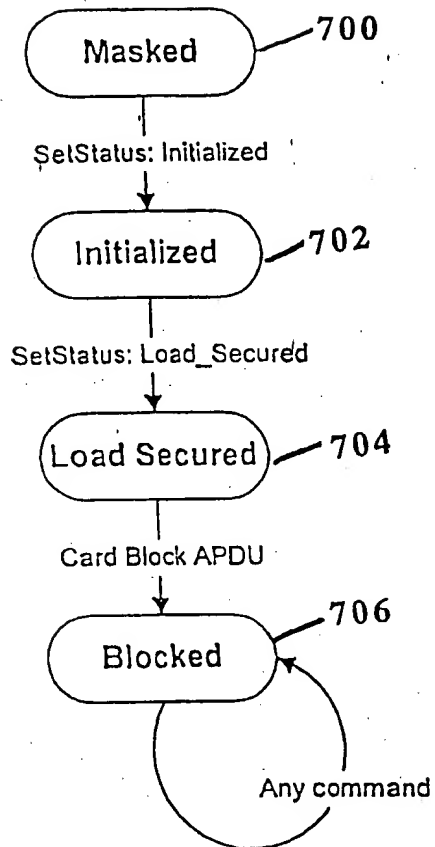 Masked
700
SetStatus: Initialized
Initialized
702
SetStatus: Load_Secured
Load Secured
704
Card Block APDU
Blocked
706
Any command